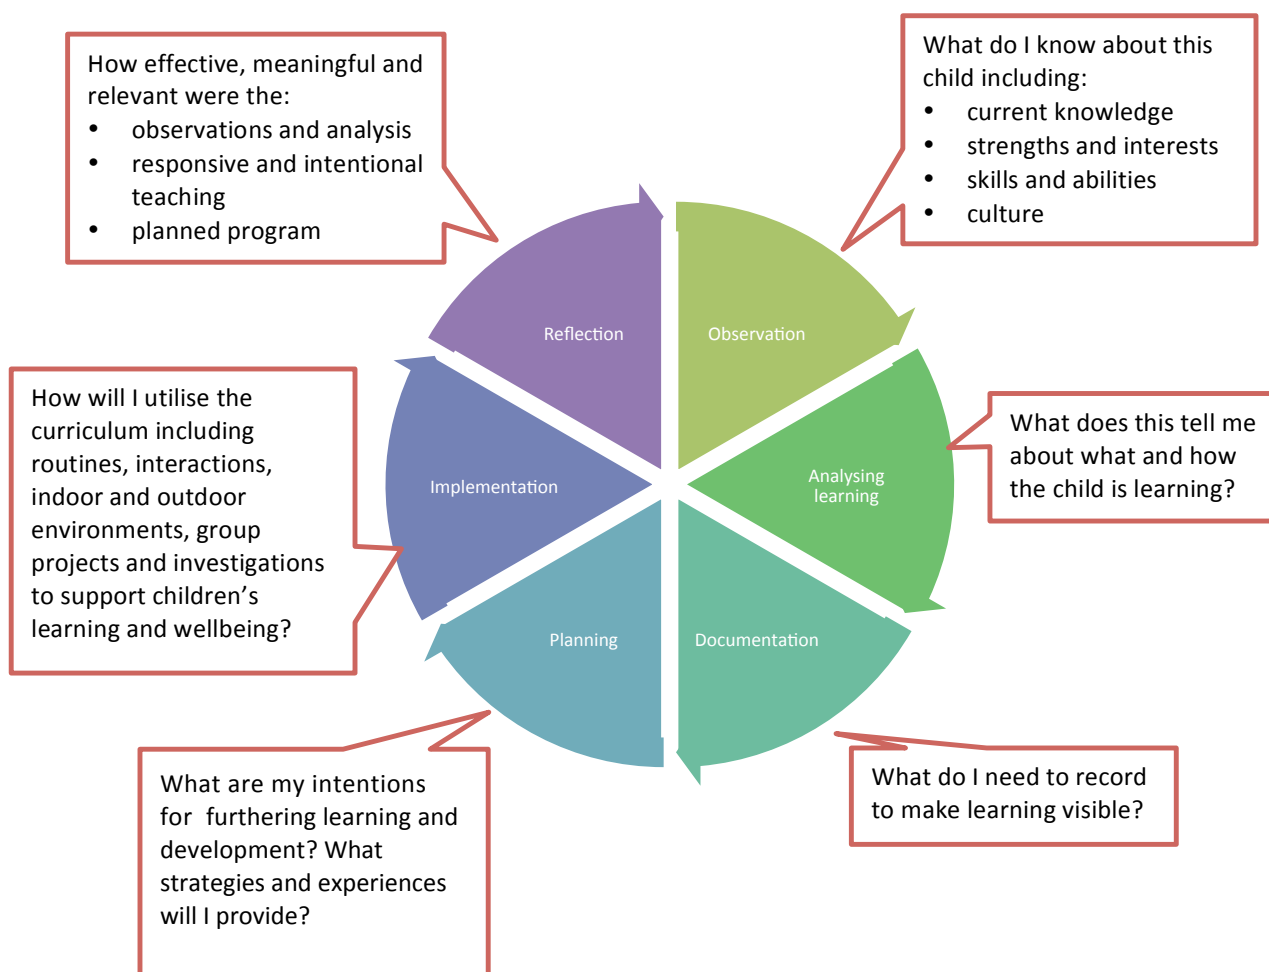 How effective, meaningful and
relevant were the:
• observations and analysis
• responsive and intentional
teaching
• planned program
What do I know about this
child including:
• current knowledge
• strengths and interests
• skills and abilities
• culture
Reflection
Observation
How will I utilise the
curriculum including
routines, interactions,
indoor and outdoor
environments, group
projects and investigations
to support children's
learning and wellbeing?
Implementation
Analysing
learning
What does this tell me
about what and how
the child is learning?
Planning
Documentation
What are my intentions
for  furthering learning and
development? What
strategies and experiences
will I provide?
What do I need to record
to make learning visible?